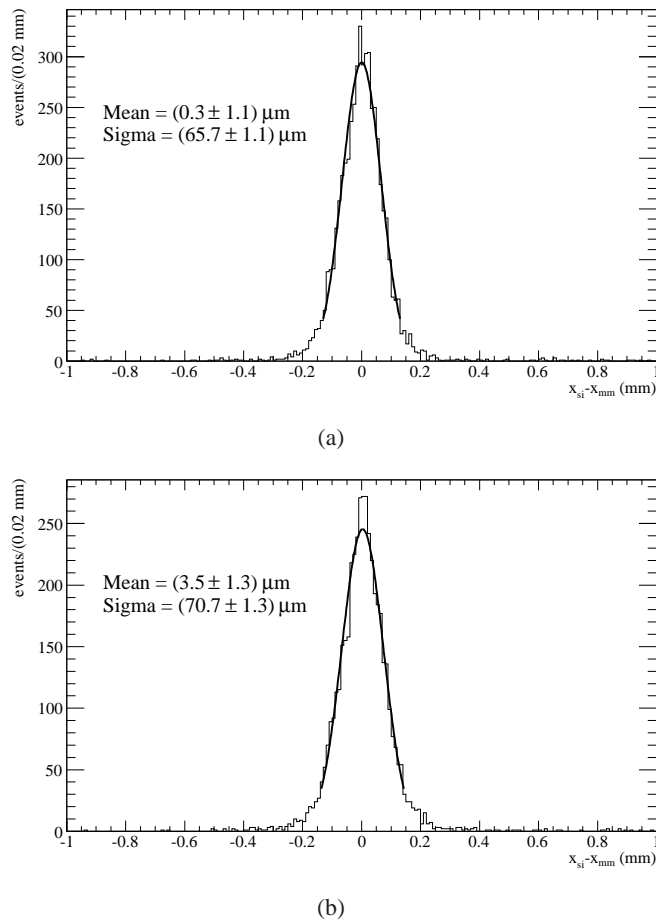 events/(0.02 mm)
300
250
200
150
100
50
0
Mean = (0.3 ± 1.1) μm
Sigma = (65.7 ± 1.1) μm
-1 -0.8 -0.6 -0.4 -0.2 0 0.2 0.4 0.6 0.8 1
x_si-x_mm (mm)
(a)
events/(0.02 mm)
250
200
150
100
50
0
Mean = (3.5 ± 1.3) μm
Sigma = (70.7 ± 1.3) μm
-1 -0.8 -0.6 -0.4 -0.2 0 0.2 0.4 0.6 0.8 1
x_si-x_mm (mm)
(b)